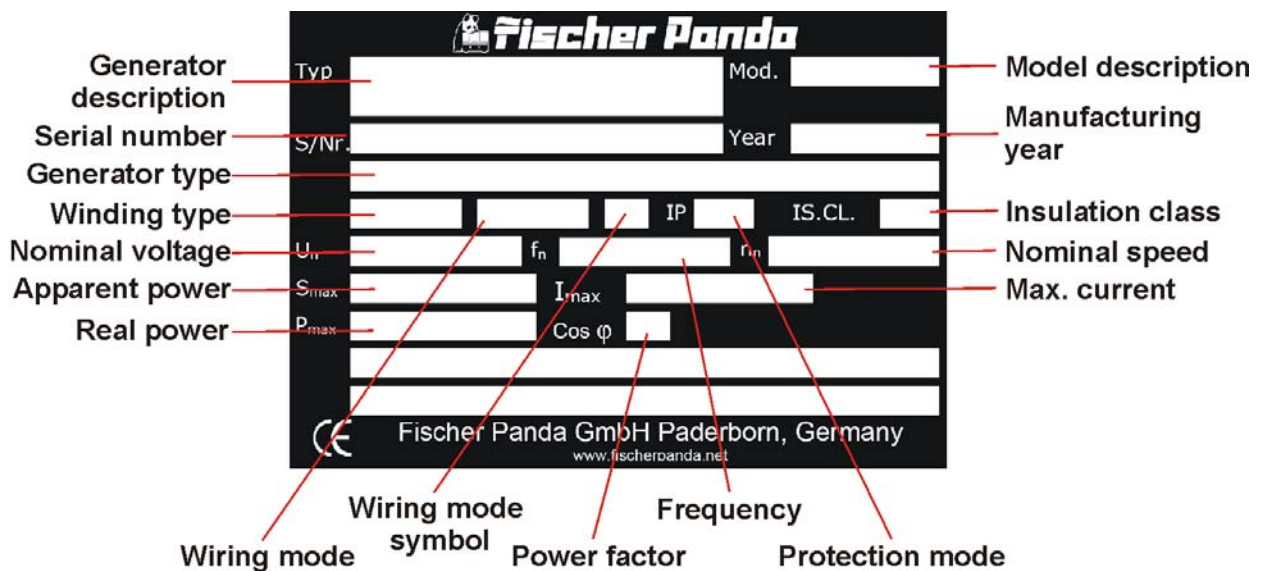 Fischer Panda
Generator description
Typ
Mod.
Model description
Serial number
S/Nr.
Year
Manufacturing year
Generator type
Winding type
IP
IS.CL.
Insulation class
Nominal voltage
Un
fn
nn
Nominal speed
Apparent power
Smax
Imax
Max. current
Real power
Pmax
Cos φ
CE
Fischer Panda GmbH Paderborn, Germany
www.fischerpanda.net
Wiring mode symbol
Frequency
Wiring mode
Power factor
Protection mode